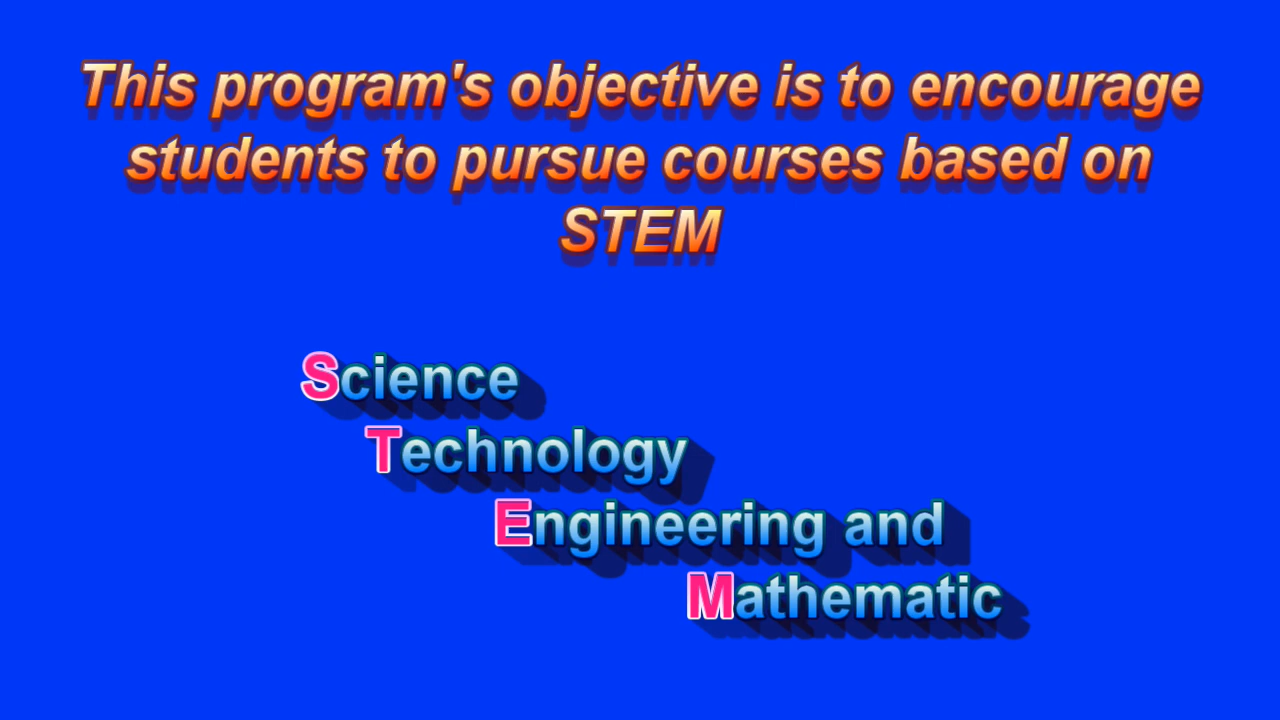 This program's objective is to encourage
students to pursue courses based on
STEM
Science
Technology
Engineering and
Mathematic